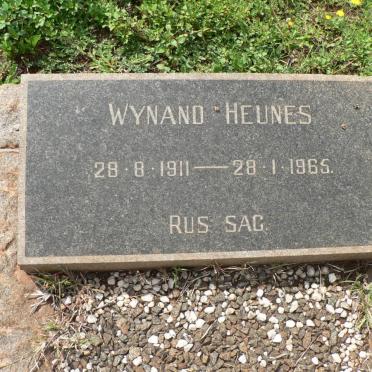 WYNAND HEUNES
28·8·1911 — 28·1·1965.
RUS SAG.